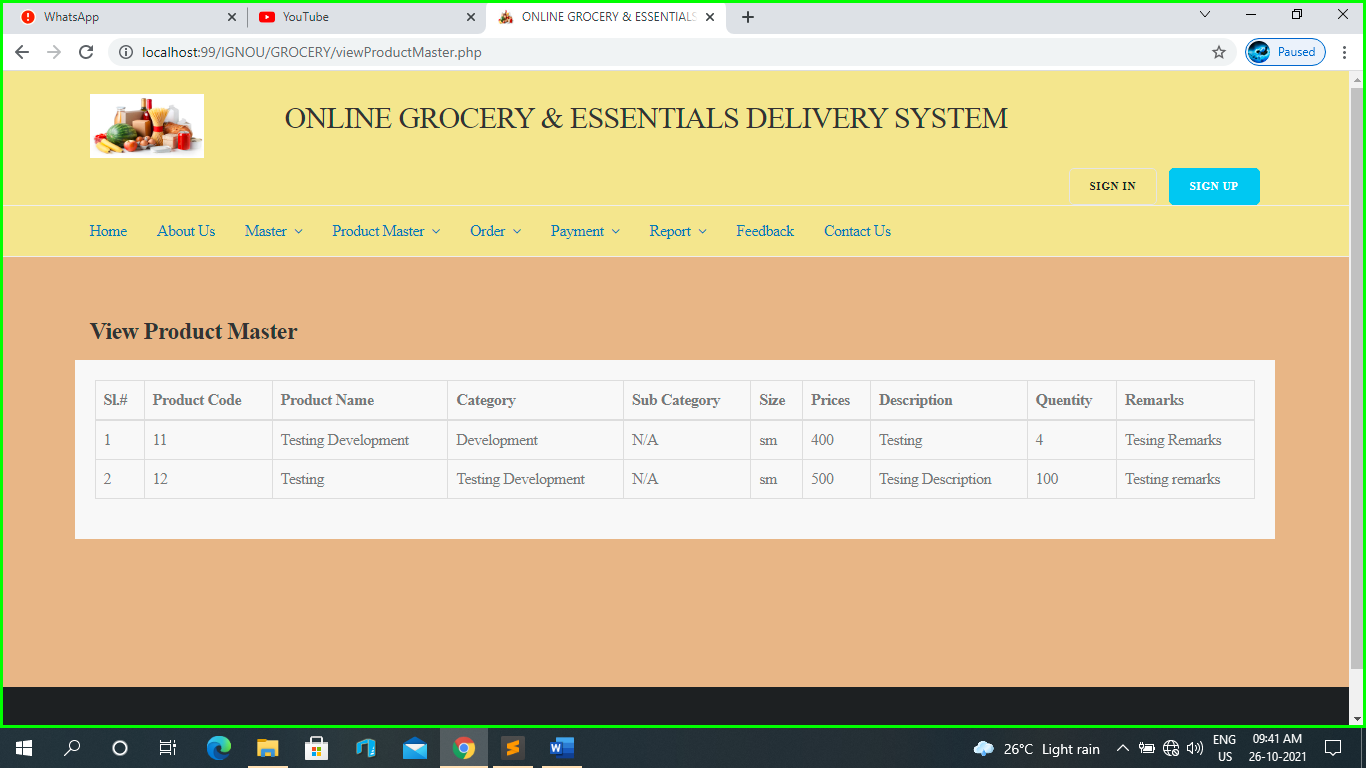 WhatsApp
YouTube
ONLINE GROCERY & ESSENTIALS
localhost:99/IGNOU/GROCERY/viewProductMaster.php
Paused
ONLINE GROCERY & ESSENTIALS DELIVERY SYSTEM
SIGN IN SIGN UP
Home About Us Master Product Master Order Payment Report Feedback Contact Us
View Product Master
Sl.# Product Code Product Name Category Sub Category Size Prices Description Quentity Remarks
1 11 Testing Development Development N/A sm 400 Testing 4 Tesing Remarks
2 12 Testing Testing Development N/A sm 500 Tesing Description 100 Testing remarks
26°C Light rain
ENG
US
09:41 AM
26-10-2021